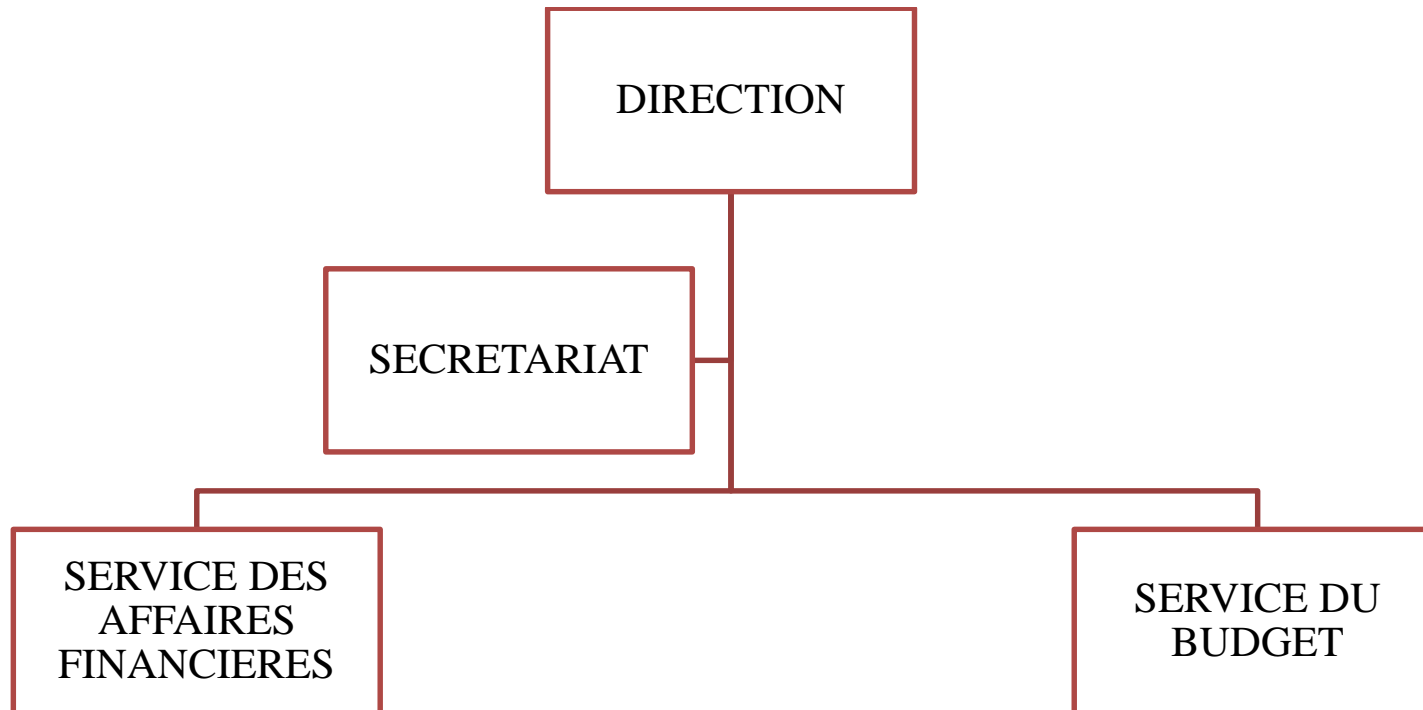 DIRECTION
SECRETARIAT
SERVICE DES
AFFAIRES
FINANCIERES
SERVICE DU
BUDGET